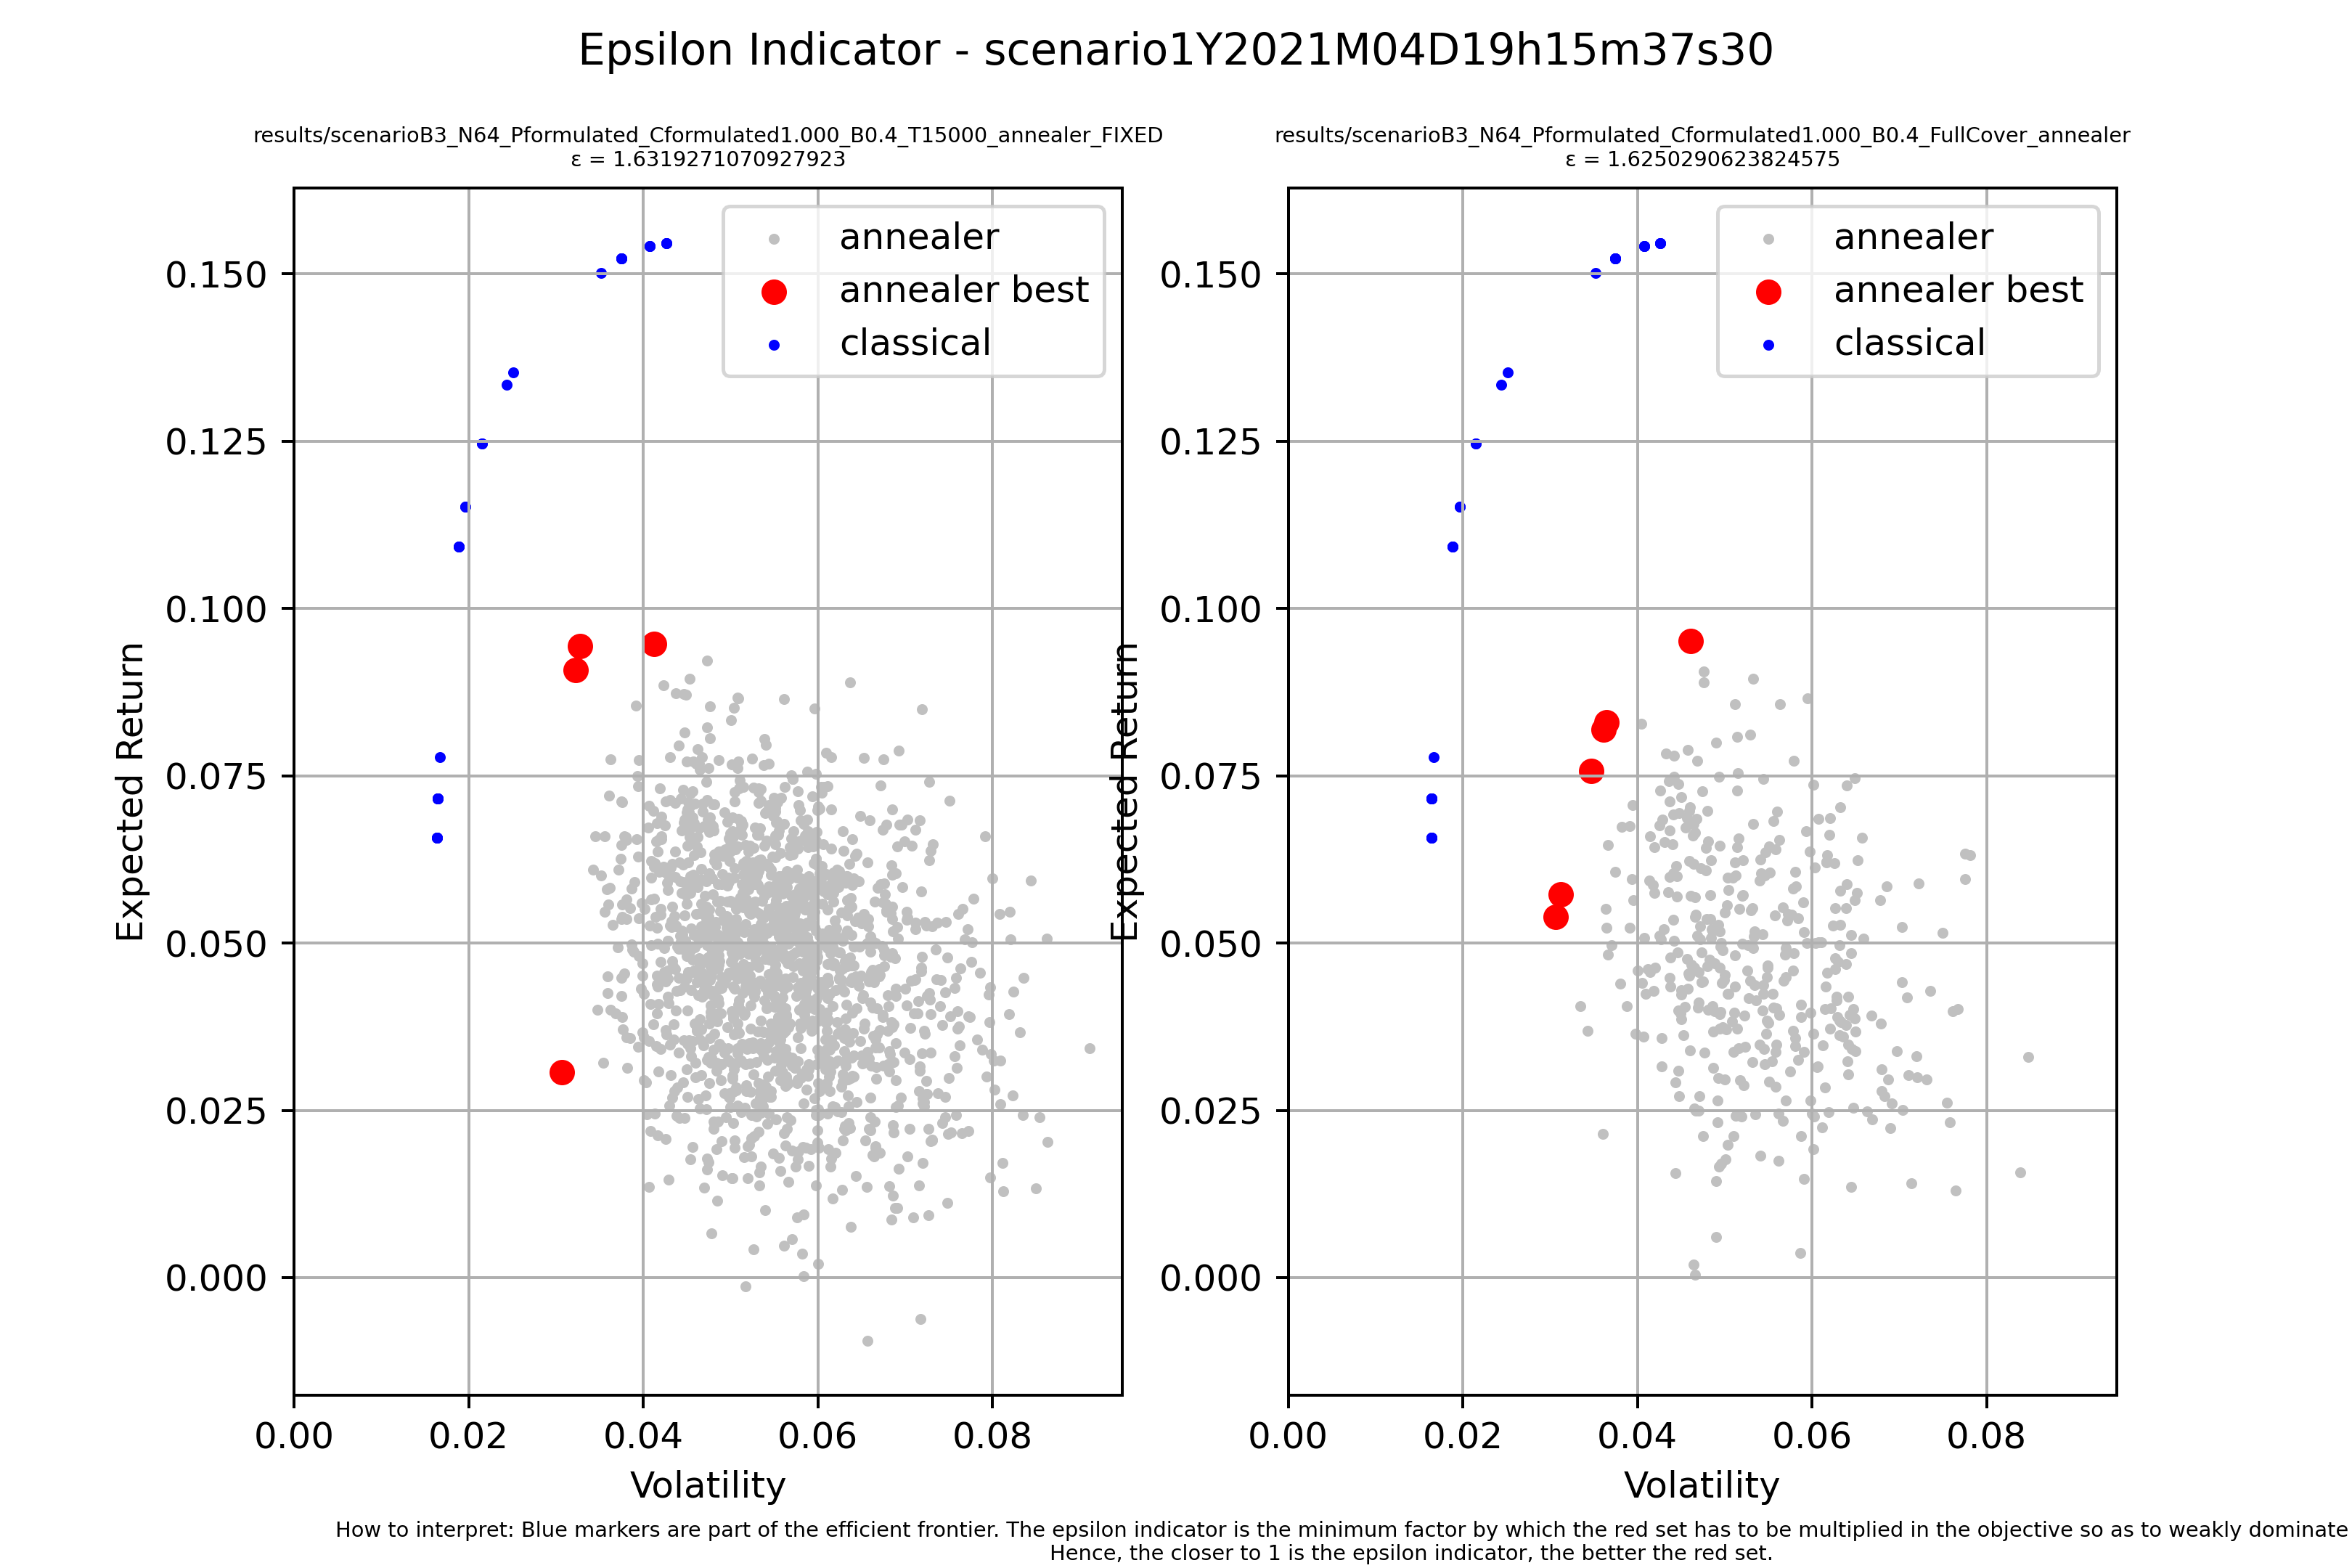 Epsilon Indicator - scenario1Y2021M04D19h15m37s30
results/scenarioB3_N64_Pformulated_Cformulated1.000_B0.4_T15000_annealer_FIXED
ε = 1.6319271070927923
annealer
annealer best
classical
0.150
0.125
0.100
0.075
0.050
0.025
0.000
Expected Return
0.00 0.02 0.04 0.06 0.08
Volatility
results/scenarioB3_N64_Pformulated_Cformulated1.000_B0.4_FullCover_annealer
ε = 1.6250290623824575
annealer
annealer best
classical
0.150
0.125
0.100
0.075
0.050
0.025
0.000
Expected Return
0.00 0.02 0.04 0.06 0.08
Volatility
How to interpret: Blue markers are part of the efficient frontier. The epsilon indicator is the minimum factor by which the red set has to be multiplied in the objective so as to weakly dominate
Hence, the closer to 1 is the epsilon indicator, the better the red set.